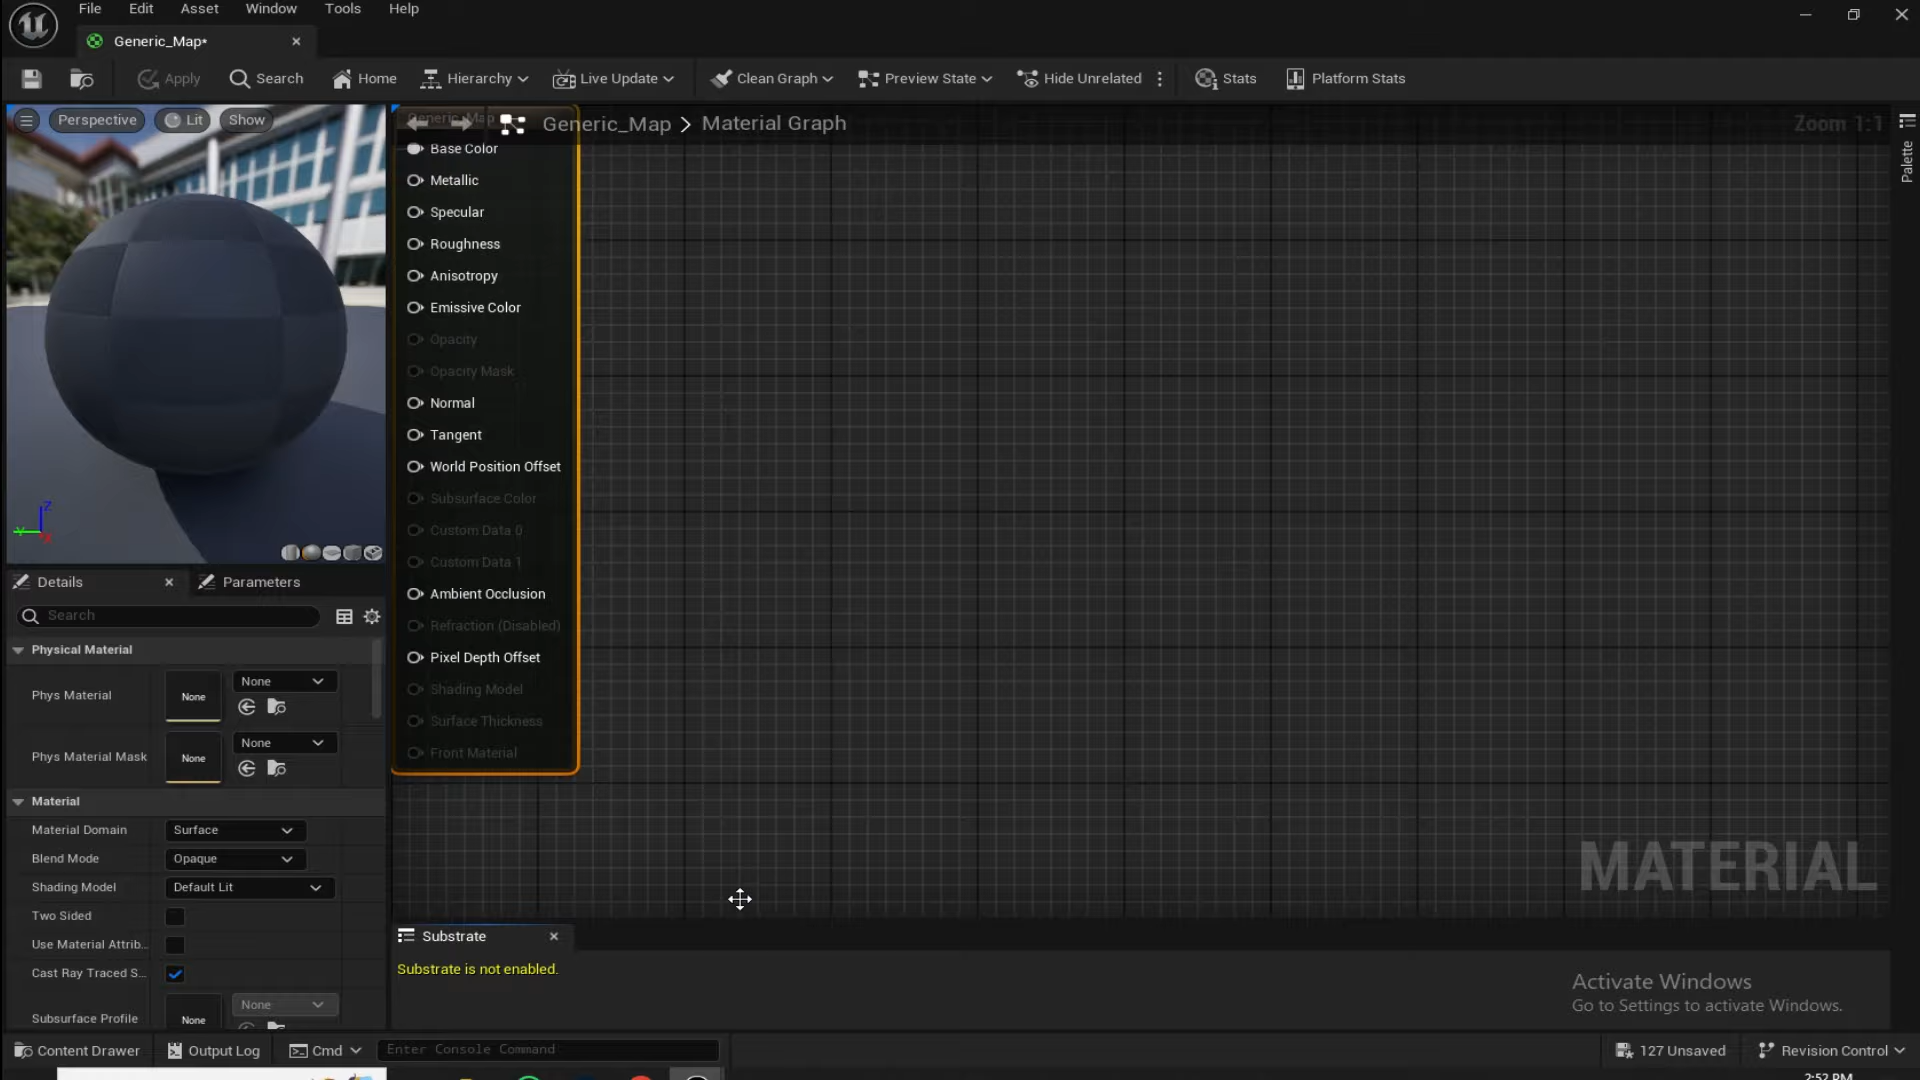 File Edit Asset Window Tools Help
Generic_Map*
Apply Search Home Hierarchy Live Update Clean Graph Preview State Hide Unrelated Stats Platform Stats
Perspective Lit Show
Generic_Map
Generic_Map > Material Graph
Zoom 1:1
Palette
Base Color
Metallic
Specular
Roughness
Anisotropy
Emissive Color
Opacity
Opacity Mask
Normal
Tangent
World Position Offset
Subsurface Color
Custom Data 0
Custom Data 1
Ambient Occlusion
Refraction (Disabled)
Pixel Depth Offset
Shading Model
Surface Thickness
Front Material
Z
Y
X
Details Parameters
Search
Physical Material
Phys Material None None
Phys Material Mask None None
Material
Material Domain Surface
Blend Mode Opaque
Shading Model Default Lit
Two Sided
Use Material Attrib...
Cast Ray Traced S...
Subsurface Profile None None
MATERIAL
Substrate
Substrate is not enabled.
Activate Windows
Go to Settings to activate Windows.
Content Drawer Output Log Cmd Enter Console Command 127 Unsaved Revision Control
2:52 PM